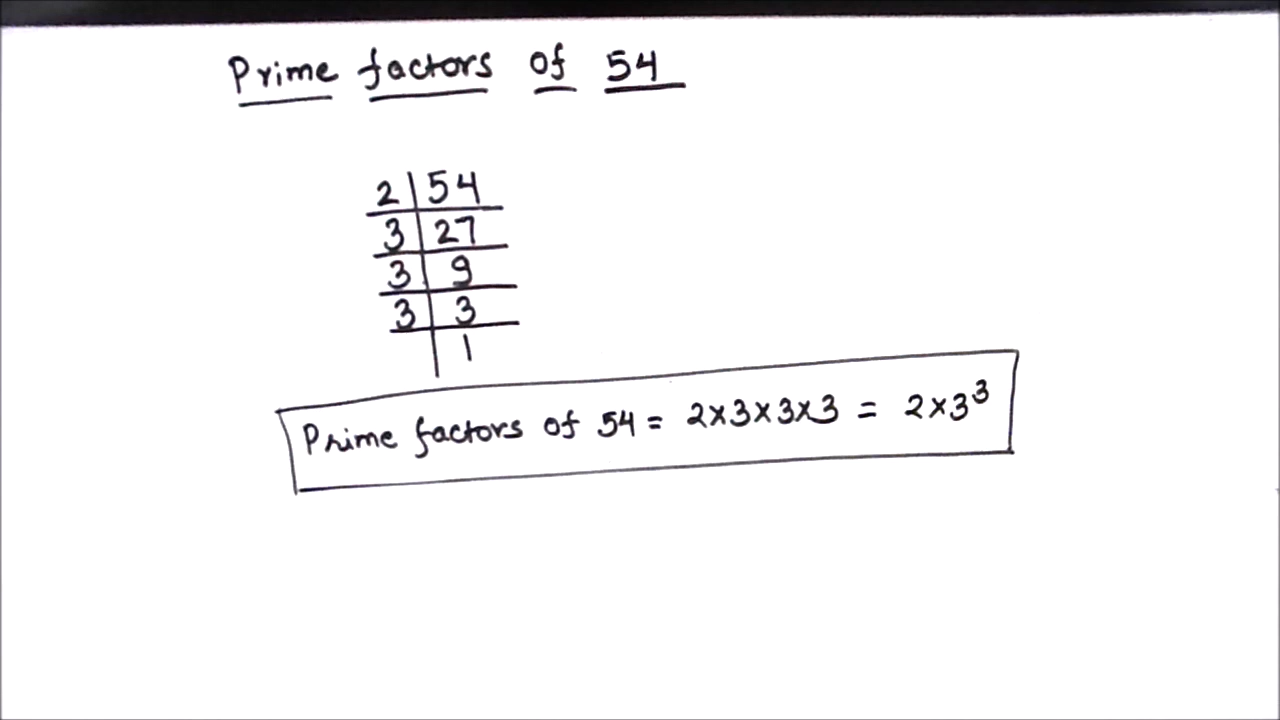 Prime factors of 54
2 | 54
3 | 27
3 | 9
3 | 3
| 1
Prime factors of 54 = 2×3×3×3 = 2×3³